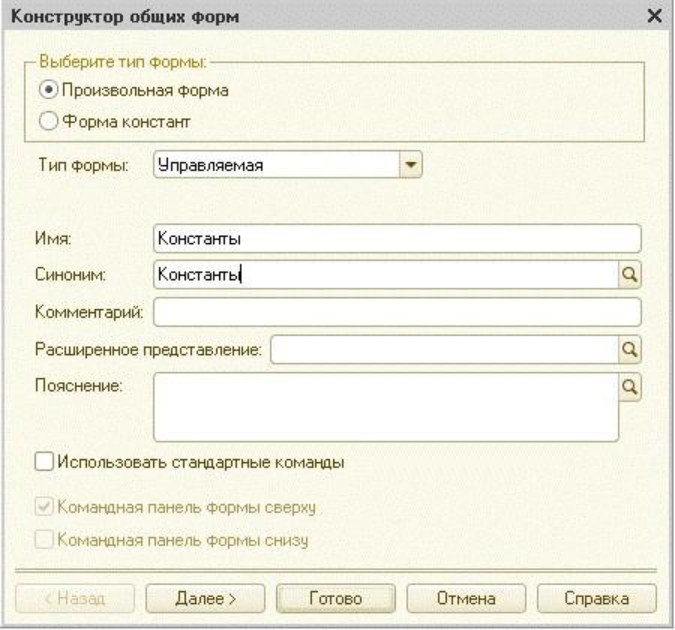 Конструктор общих форм
Выберите тип формы:
Произвольная форма
Форма констант
Тип формы: Управляемая
Имя: Константы
Синоним: Константы
Комментарий:
Расширенное представление:
Пояснение:
Использовать стандартные команды
Командная панель формы сверху
Командная панель формы снизу
< Назад Далее > Готово Отмена Справка